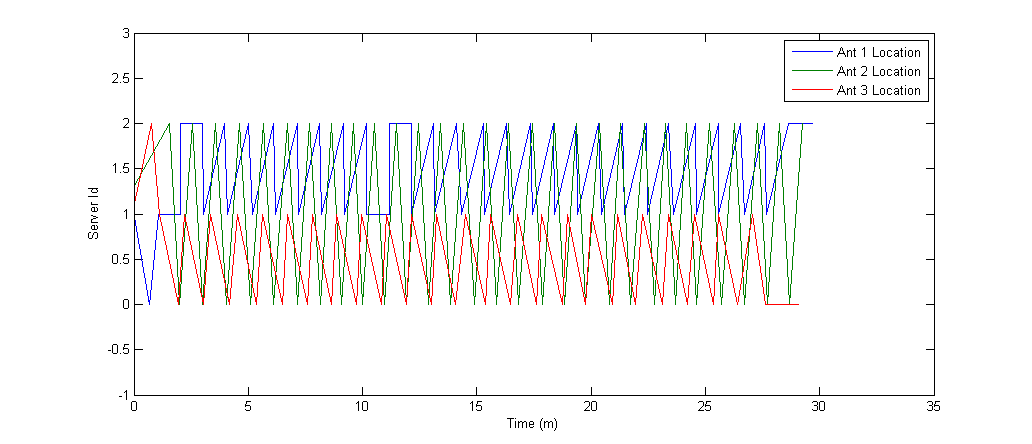 3
2.5
2
1.5
1
0.5
0
-0.5
-1
Server Id
Ant 1 Location
Ant 2 Location
Ant 3 Location
0 5 10 15 20 25 30 35
Time (m)